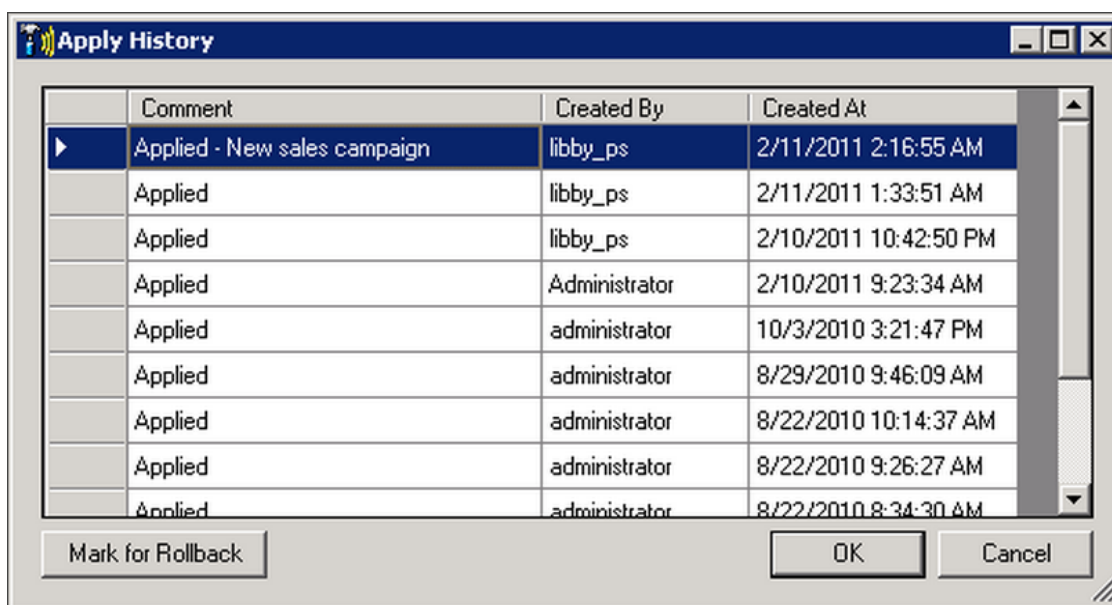 Apply History
Comment Created By Created At
Applied - New sales campaign libby_ps 2/11/2011 2:16:55 AM
Applied libby_ps 2/11/2011 1:33:51 AM
Applied libby_ps 2/10/2011 10:42:50 PM
Applied Administrator 2/10/2011 9:23:34 AM
Applied administrator 10/3/2010 3:21:47 PM
Applied administrator 8/29/2010 9:46:09 AM
Applied administrator 8/22/2010 10:14:37 AM
Applied administrator 8/22/2010 9:26:27 AM
Applied administrator 8/22/2010 8:34:30 AM
Mark for Rollback OK Cancel